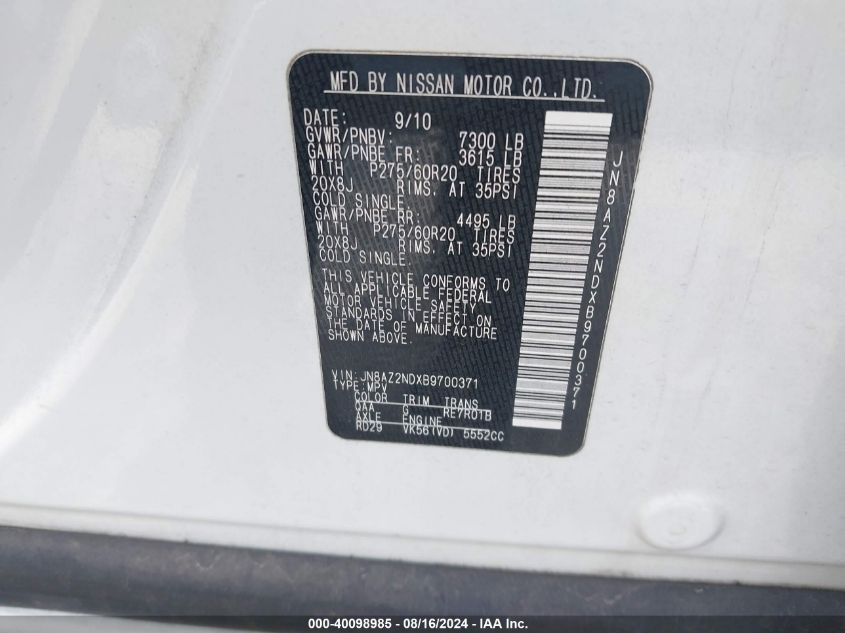 MFD BY NISSAN MOTOR CO.,LTD.
DATE: 9/10
GVWR/PNBV: 7300 LB
GAWR/PNBE FR: 3615 LB
WITH P275/60R20 TIRES
20X8J RIMS. AT 35PSI
COLD SINGLE.
GAWR/PNBE RR: 4495 LB
WITH P275/60R20 TIRES
20X8J RIMS. AT 35PSI
COLD SINGLE.
THIS VEHICLE CONFORMS TO
ALL APPLICABLE FEDERAL
MOTOR VEHICLE SAFETY
STANDARDS IN EFFECT ON
THE DATE OF MANUFACTURE
SHOWN ABOVE.
VIN: JN8AZ2NDXB9700371
TYPE: MPV
COLOR TRIM TRANS
QAA G RE7R01B
AXLE ENGINE
RD29 VK56(VD) 5552CC
JN8AZ2NDXB9700371
000-40098985 - 08/16/2024 - IAA Inc.